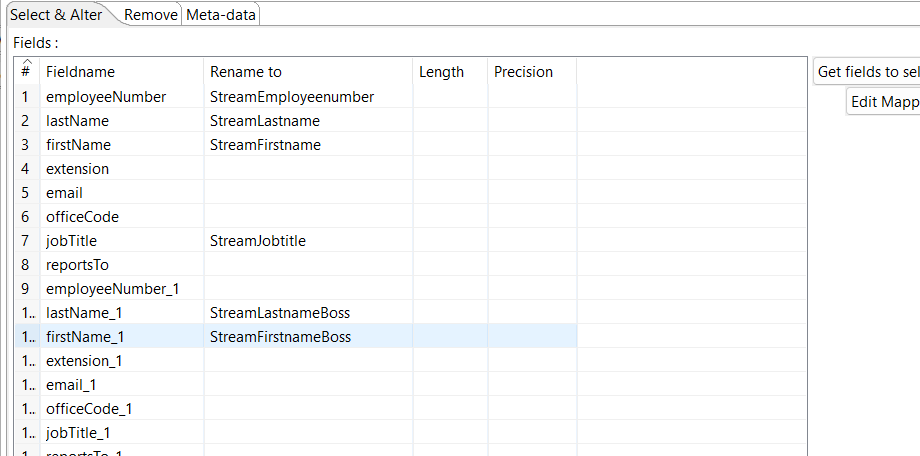 Select & Alter Remove Meta-data
Fields :
# Fieldname Rename to Length Precision
Get fields to sel
1 employeeNumber StreamEmployeenumber
Edit Mapp
2 lastName StreamLastname
3 firstName StreamFirstname
4 extension
5 email
6 officeCode
7 jobTitle StreamJobtitle
8 reportsTo
9 employeeNumber_1
1.. lastName_1 StreamLastnameBoss
1.. firstName_1 StreamFirstnameBoss
1.. extension_1
1.. email_1
1.. officeCode_1
1.. jobTitle_1
1.. reportsTo_1